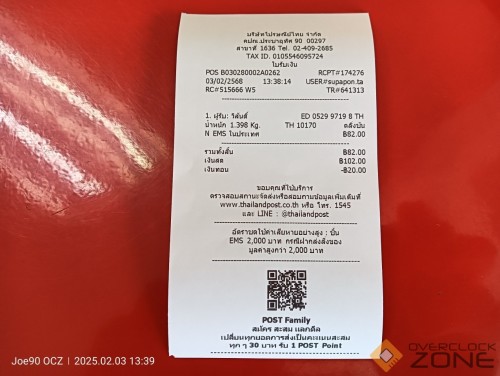 บริษัทไปรษณีย์ไทย จำกัด
คปณ.ประชาอุทิศ 90 00297
สาขาที่ 1636 Tel. 02-409-2685
TAX ID. 0105546095724
ใบรับเงิน
POS B030280002A0262 RCPT#174276
03/02/2568 13:38:14 USER#supapon.ta
RC#515666 W5 TR#641313
1. ผู้รับ: วิสันต์ ED 0529 9719 8 TH
น้ำหนัก 1.398 Kg. TH 10170 ตลิ่งชัน
N EMS ในประเทศ ฿82.00
รวมทั้งสิ้น ฿82.00
เงินสด ฿102.00
เงินทอน -฿20.00
ขอบคุณที่ใช้บริการ
ตรวจสอบสถานะจัดส่งหรือสอบถามข้อมูลเพิ่มเติมที่
www.thailandpost.co.th หรือ โทร. 1545
และ LINE : @thailandpost
อัตราชดใช้ค่าเสียหายอย่างสูง : ชิ้น
EMS 2,000 บาท กรณีฝากส่งสิ่งของ
มูลค่าสูงกว่า 2,000 บาท
POST Family
สมัคร สะสม แลกดีล
เปลี่ยนทุกยอดการส่งเป็นคะแนนสะสม
ทุก ๆ 30 บาท รับ 1 POST Point
Joe90 OCZ | 2025.02.03 13:39
OVERCLOCK
ZONE